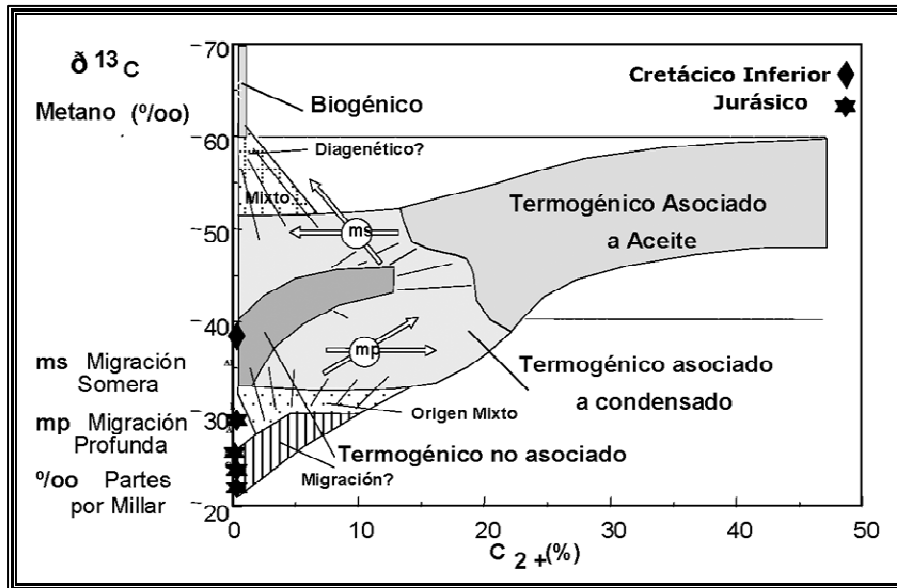 ð 13 C
Metano (º/oo)
Cretácico Inferior
Jurásico
Biogénico
Diagenético?
Mixto
Termogénico Asociado
a Aceite
ms
mp
Termogénico asociado
a condensado
Origen Mixto
Termogénico no asociado
Migración?
ms Migración
Somera
mp Migración
Profunda
º/oo Partes
por Millar
–70
–60
–50
–40
–30
–20
0 10 20 30 40 50
C 2 +(%)